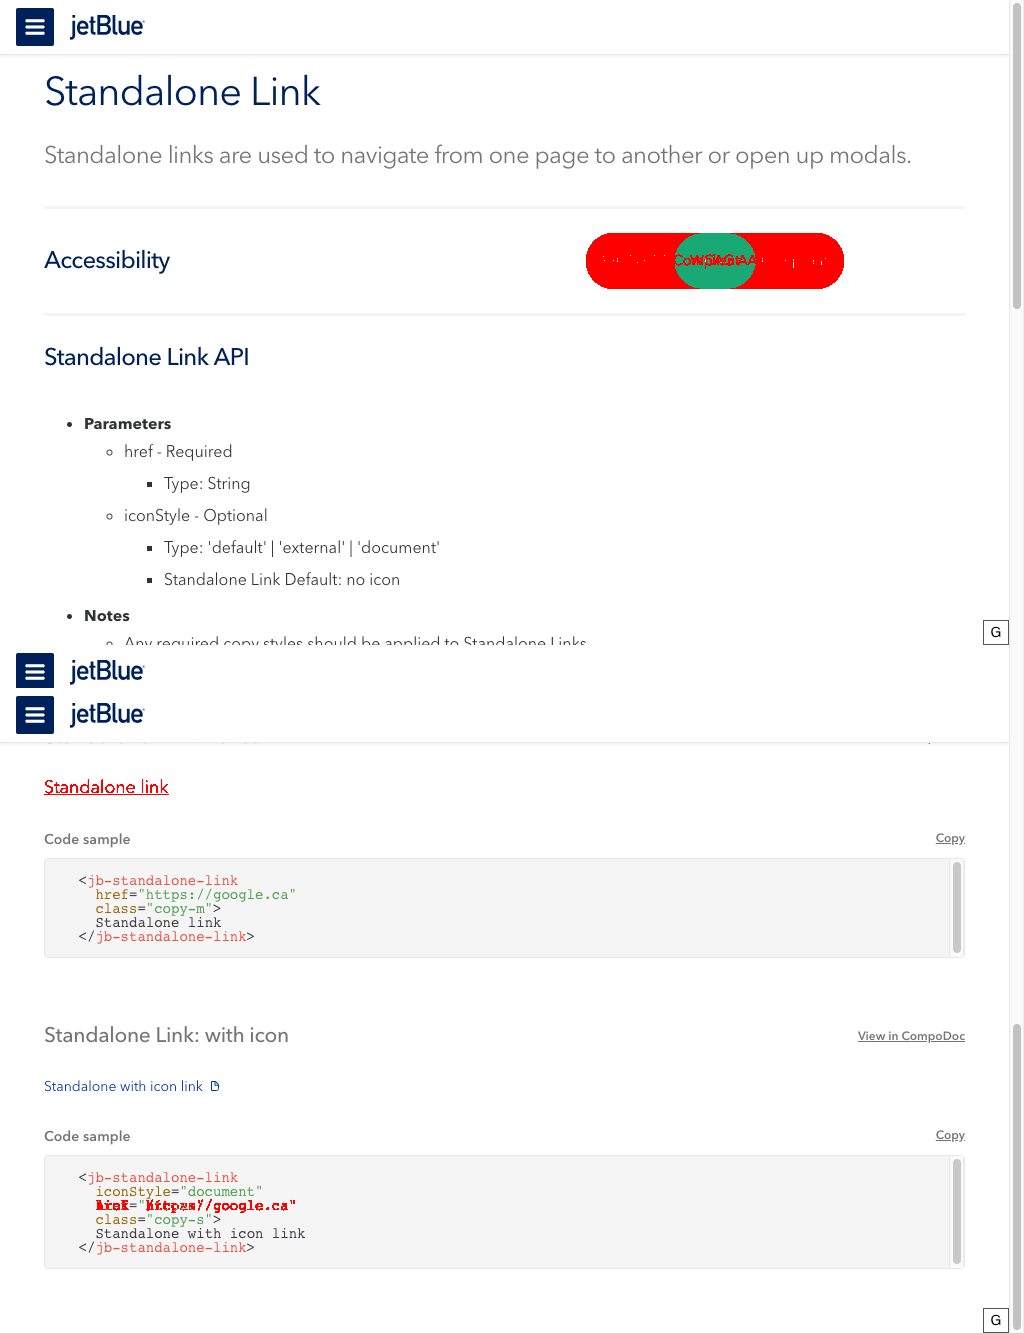 jetBlue
Standalone Link
Standalone links are used to navigate from one page to another or open up modals.
Accessibility
Standalone Link API
• Parameters
href - Required
Type: String
iconStyle - Optional
Type: 'default' | 'external' | 'document'
Standalone Link Default: no icon
• Notes
Any required copy styles should be applied to Standalone Links
G
jetBlue
jetBlue
Standalone link
Code sample
Copy
<jb-standalone-link
href="https://google.ca"
class="copy-m">
Standalone link
</jb-standalone-link>
Standalone Link: with icon
View in CompoDoc
Standalone with icon link
Code sample
Copy
<jb-standalone-link
iconStyle="document"
class="copy-s">
Standalone with icon link
</jb-standalone-link>
G